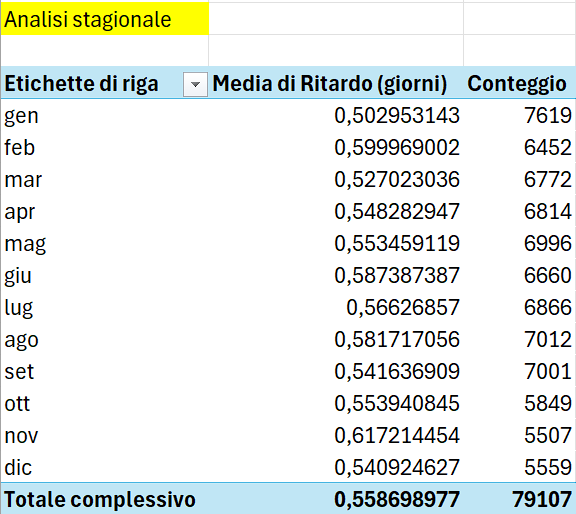 Analisi stagionale
Etichette di riga Media di Ritardo (giorni) Conteggio
gen 0,502953143 7619
feb 0,599969002 6452
mar 0,527023036 6772
apr 0,548282947 6814
mag 0,553459119 6996
giu 0,587387387 6660
lug 0,56626857 6866
ago 0,581717056 7012
set 0,541636909 7001
ott 0,553940845 5849
nov 0,617214454 5507
dic 0,540924627 5559
Totale complessivo 0,558698977 79107